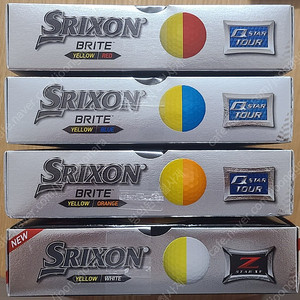 SRIXON
BRITE
YELLOW RED
Q STAR
TOUR
SRIXON
BRITE
YELLOW BLUE
Q STAR
TOUR
SRIXON
BRITE
YELLOW ORANGE
Q STAR
TOUR
NEW
SRIXON
YELLOW WHITE
Z
STAR XV